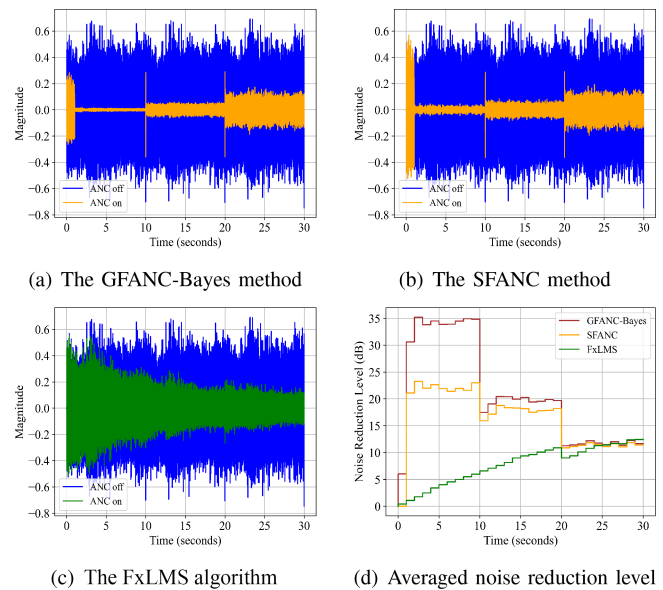 0.6
0.4
0.2
0.0
−0.2
−0.4
−0.6
−0.8
Magnitude
ANC off
ANC on
0 5 10 15 20 25 30
Time (seconds)
(a) The GFANC-Bayes method
0.6
0.4
0.2
0.0
−0.2
−0.4
−0.6
−0.8
Magnitude
ANC off
ANC on
0 5 10 15 20 25 30
Time (seconds)
(b) The SFANC method
0.6
0.4
0.2
0.0
−0.2
−0.4
−0.6
−0.8
Magnitude
ANC off
ANC on
0 5 10 15 20 25 30
Time (seconds)
(c) The FxLMS algorithm
35
30
25
20
15
10
5
0
Noise Reduction Level (dB)
GFANC-Bayes
SFANC
FxLMS
0 5 10 15 20 25 30
Time (seconds)
(d) Averaged noise reduction level